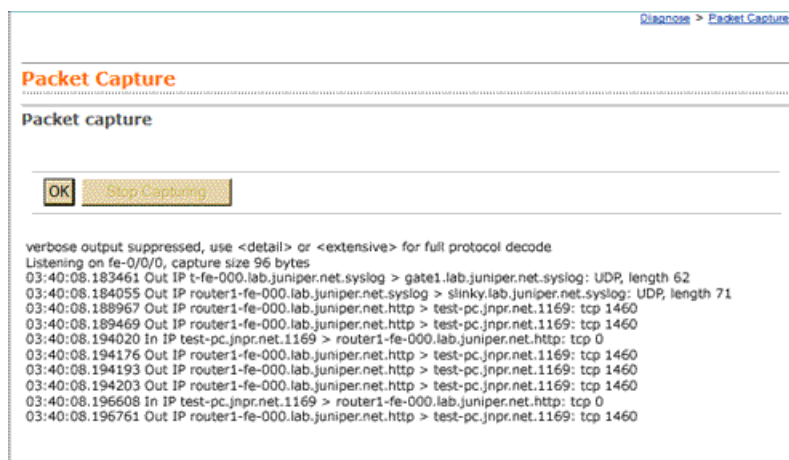 Diagnose > Packet Capture
Packet Capture
Packet capture
OK Stop Capturing
verbose output suppressed, use <detail> or <extensive> for full protocol decode
Listening on fe-0/0/0, capture size 96 bytes
03:40:08.183461 Out IP t-fe-000.lab.juniper.net.syslog > gate1.lab.juniper.net.syslog: UDP, length 62
03:40:08.184055 Out IP router1-fe-000.lab.juniper.net.syslog > slinky.lab.juniper.net.syslog: UDP, length 71
03:40:08.188967 Out IP router1-fe-000.lab.juniper.net.http > test-pc.jnpr.net.1169: tcp 1460
03:40:08.189469 Out IP router1-fe-000.lab.juniper.net.http > test-pc.jnpr.net.1169: tcp 1460
03:40:08.194020 In IP test-pc.jnpr.net.1169 > router1-fe-000.lab.juniper.net.http: tcp 0
03:40:08.194176 Out IP router1-fe-000.lab.juniper.net.http > test-pc.jnpr.net.1169: tcp 1460
03:40:08.194193 Out IP router1-fe-000.lab.juniper.net.http > test-pc.jnpr.net.1169: tcp 1460
03:40:08.194203 Out IP router1-fe-000.lab.juniper.net.http > test-pc.jnpr.net.1169: tcp 1460
03:40:08.196608 In IP test-pc.jnpr.net.1169 > router1-fe-000.lab.juniper.net.http: tcp 0
03:40:08.196761 Out IP router1-fe-000.lab.juniper.net.http > test-pc.jnpr.net.1169: tcp 1460